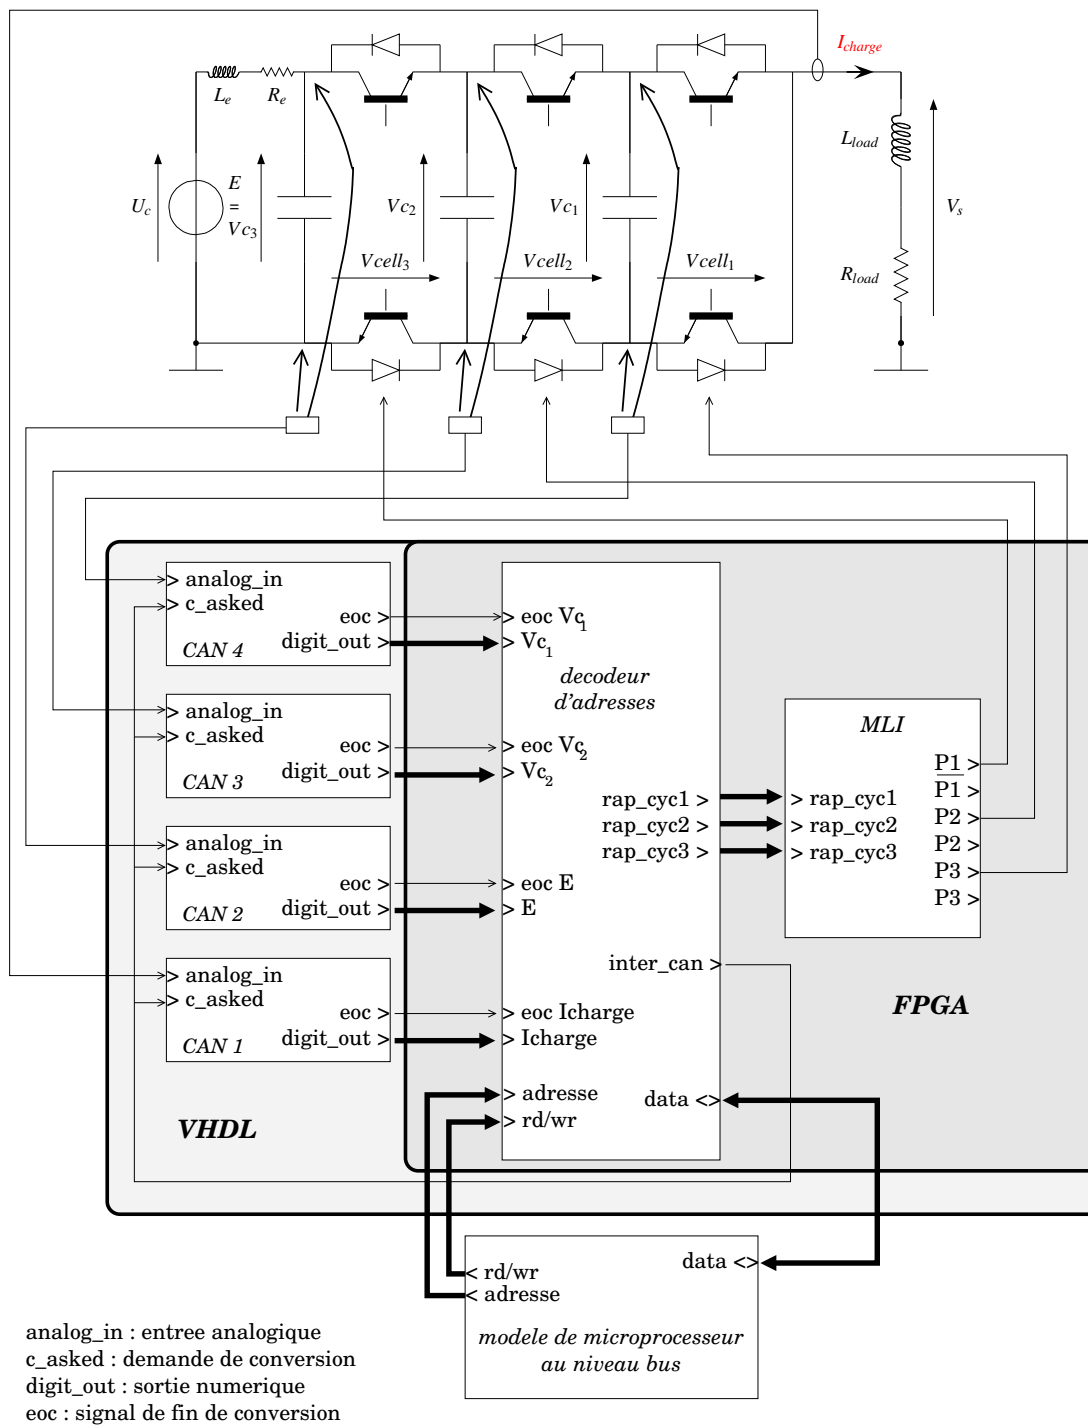 I_charge
L_e
R_e
L_load
U_c
E
=
Vc_3
Vc_2
Vc_1
V_s
Vcell_3
Vcell_2
Vcell_1
R_load
> analog_in
> c_asked
eoc >
digit_out >
CAN 4
> eoc Vc_1
> Vc_1
decodeur
d'adresses
> analog_in
> c_asked
eoc >
digit_out >
CAN 3
> eoc Vc_2
> Vc_2
rap_cyc1 >
rap_cyc2 >
rap_cyc3 >
MLI
> rap_cyc1
> rap_cyc2
> rap_cyc3
P1 >
P1 >
P2 >
P2 >
P3 >
P3 >
> analog_in
> c_asked
eoc >
digit_out >
CAN 2
> eoc E
> E
inter_can >
> analog_in
> c_asked
eoc >
digit_out >
CAN 1
> eoc Icharge
> Icharge
FPGA
> adresse
> rd/wr
data <>
VHDL
< rd/wr
< adresse
data <>
modele de microprocesseur
au niveau bus
analog_in : entree analogique
c_asked : demande de conversion
digit_out : sortie numerique
eoc : signal de fin de conversion